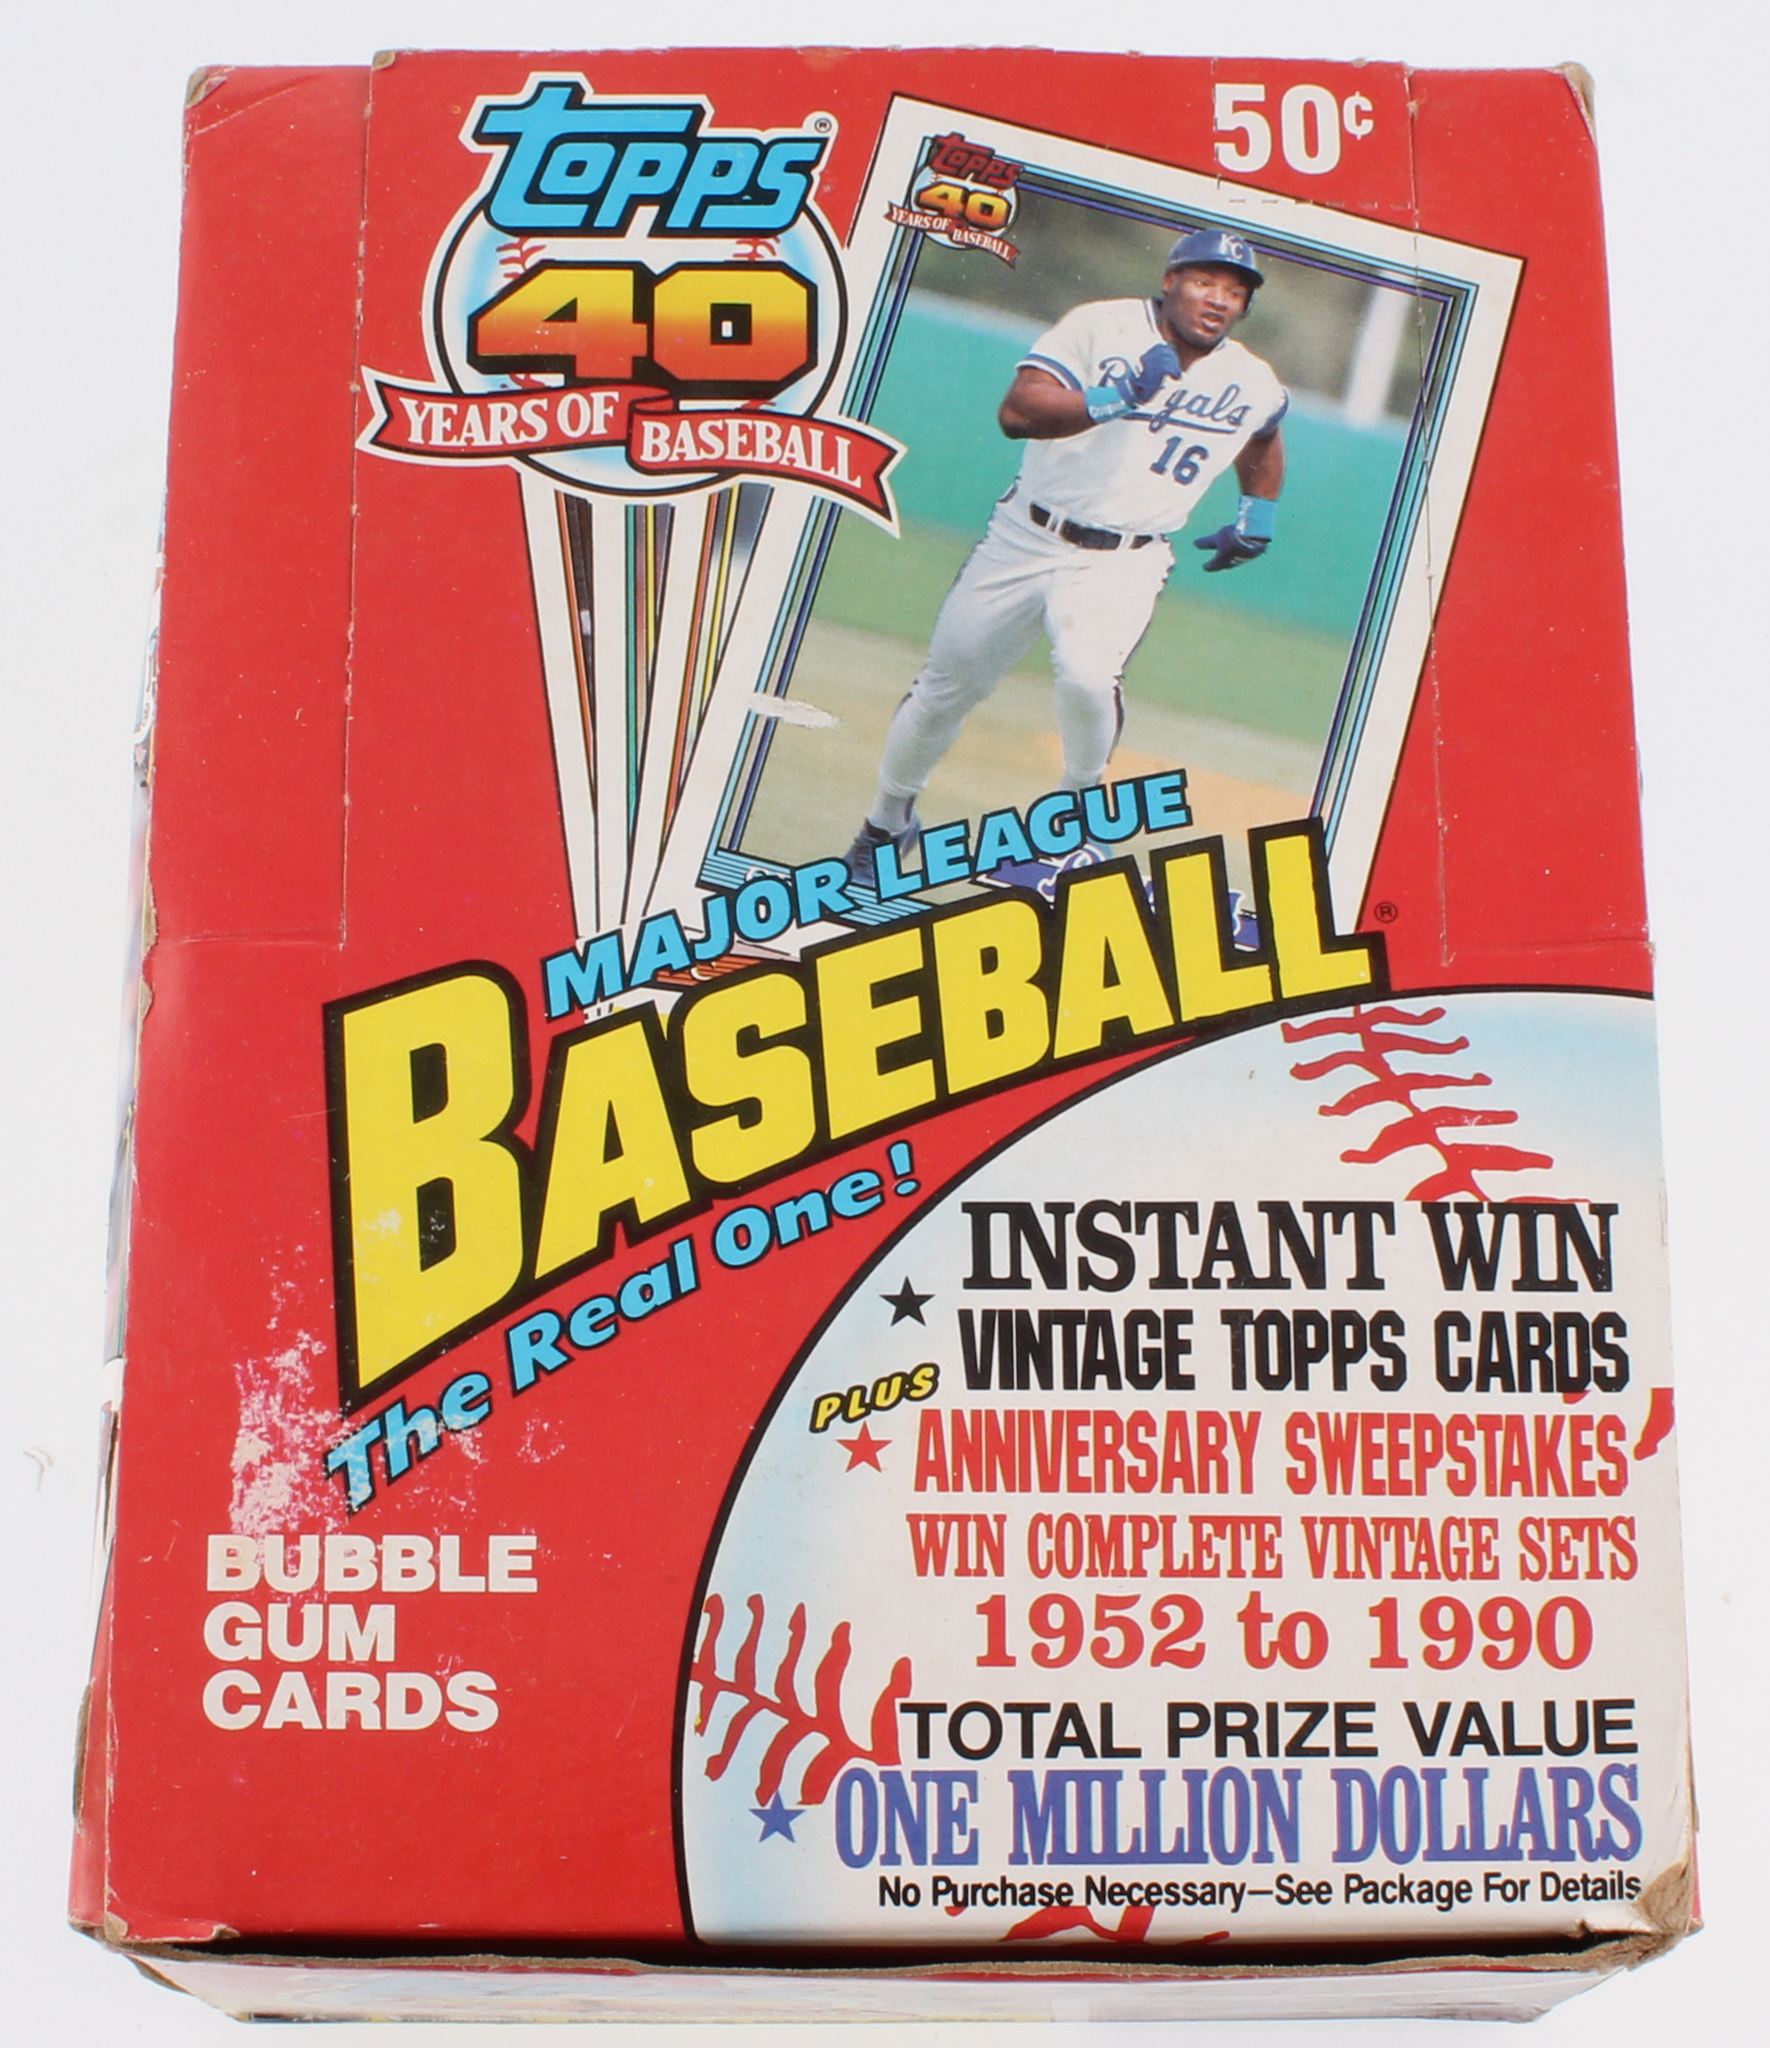 topps®
40
YEARS OF BASEBALL
50¢
topps
40
YEARS OF BASEBALL
KC
Royals
16
MAJOR LEAGUE
BASEBALL®
The Real One!
BUBBLE
GUM
CARDS
INSTANT WIN
★ VINTAGE TOPPS CARDS
PLUS
★ ANNIVERSARY SWEEPSTAKES
WIN COMPLETE VINTAGE SETS
1952 to 1990
TOTAL PRIZE VALUE
★ ONE MILLION DOLLARS
No Purchase Necessary—See Package For Details